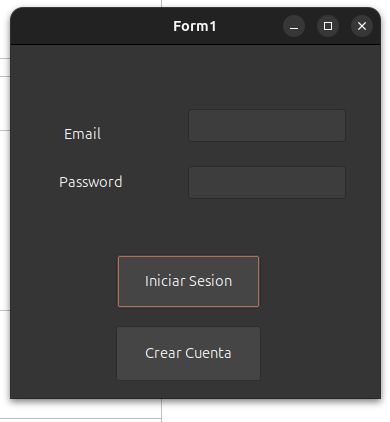 Form1
Email
Password
Iniciar Sesion
Crear Cuenta